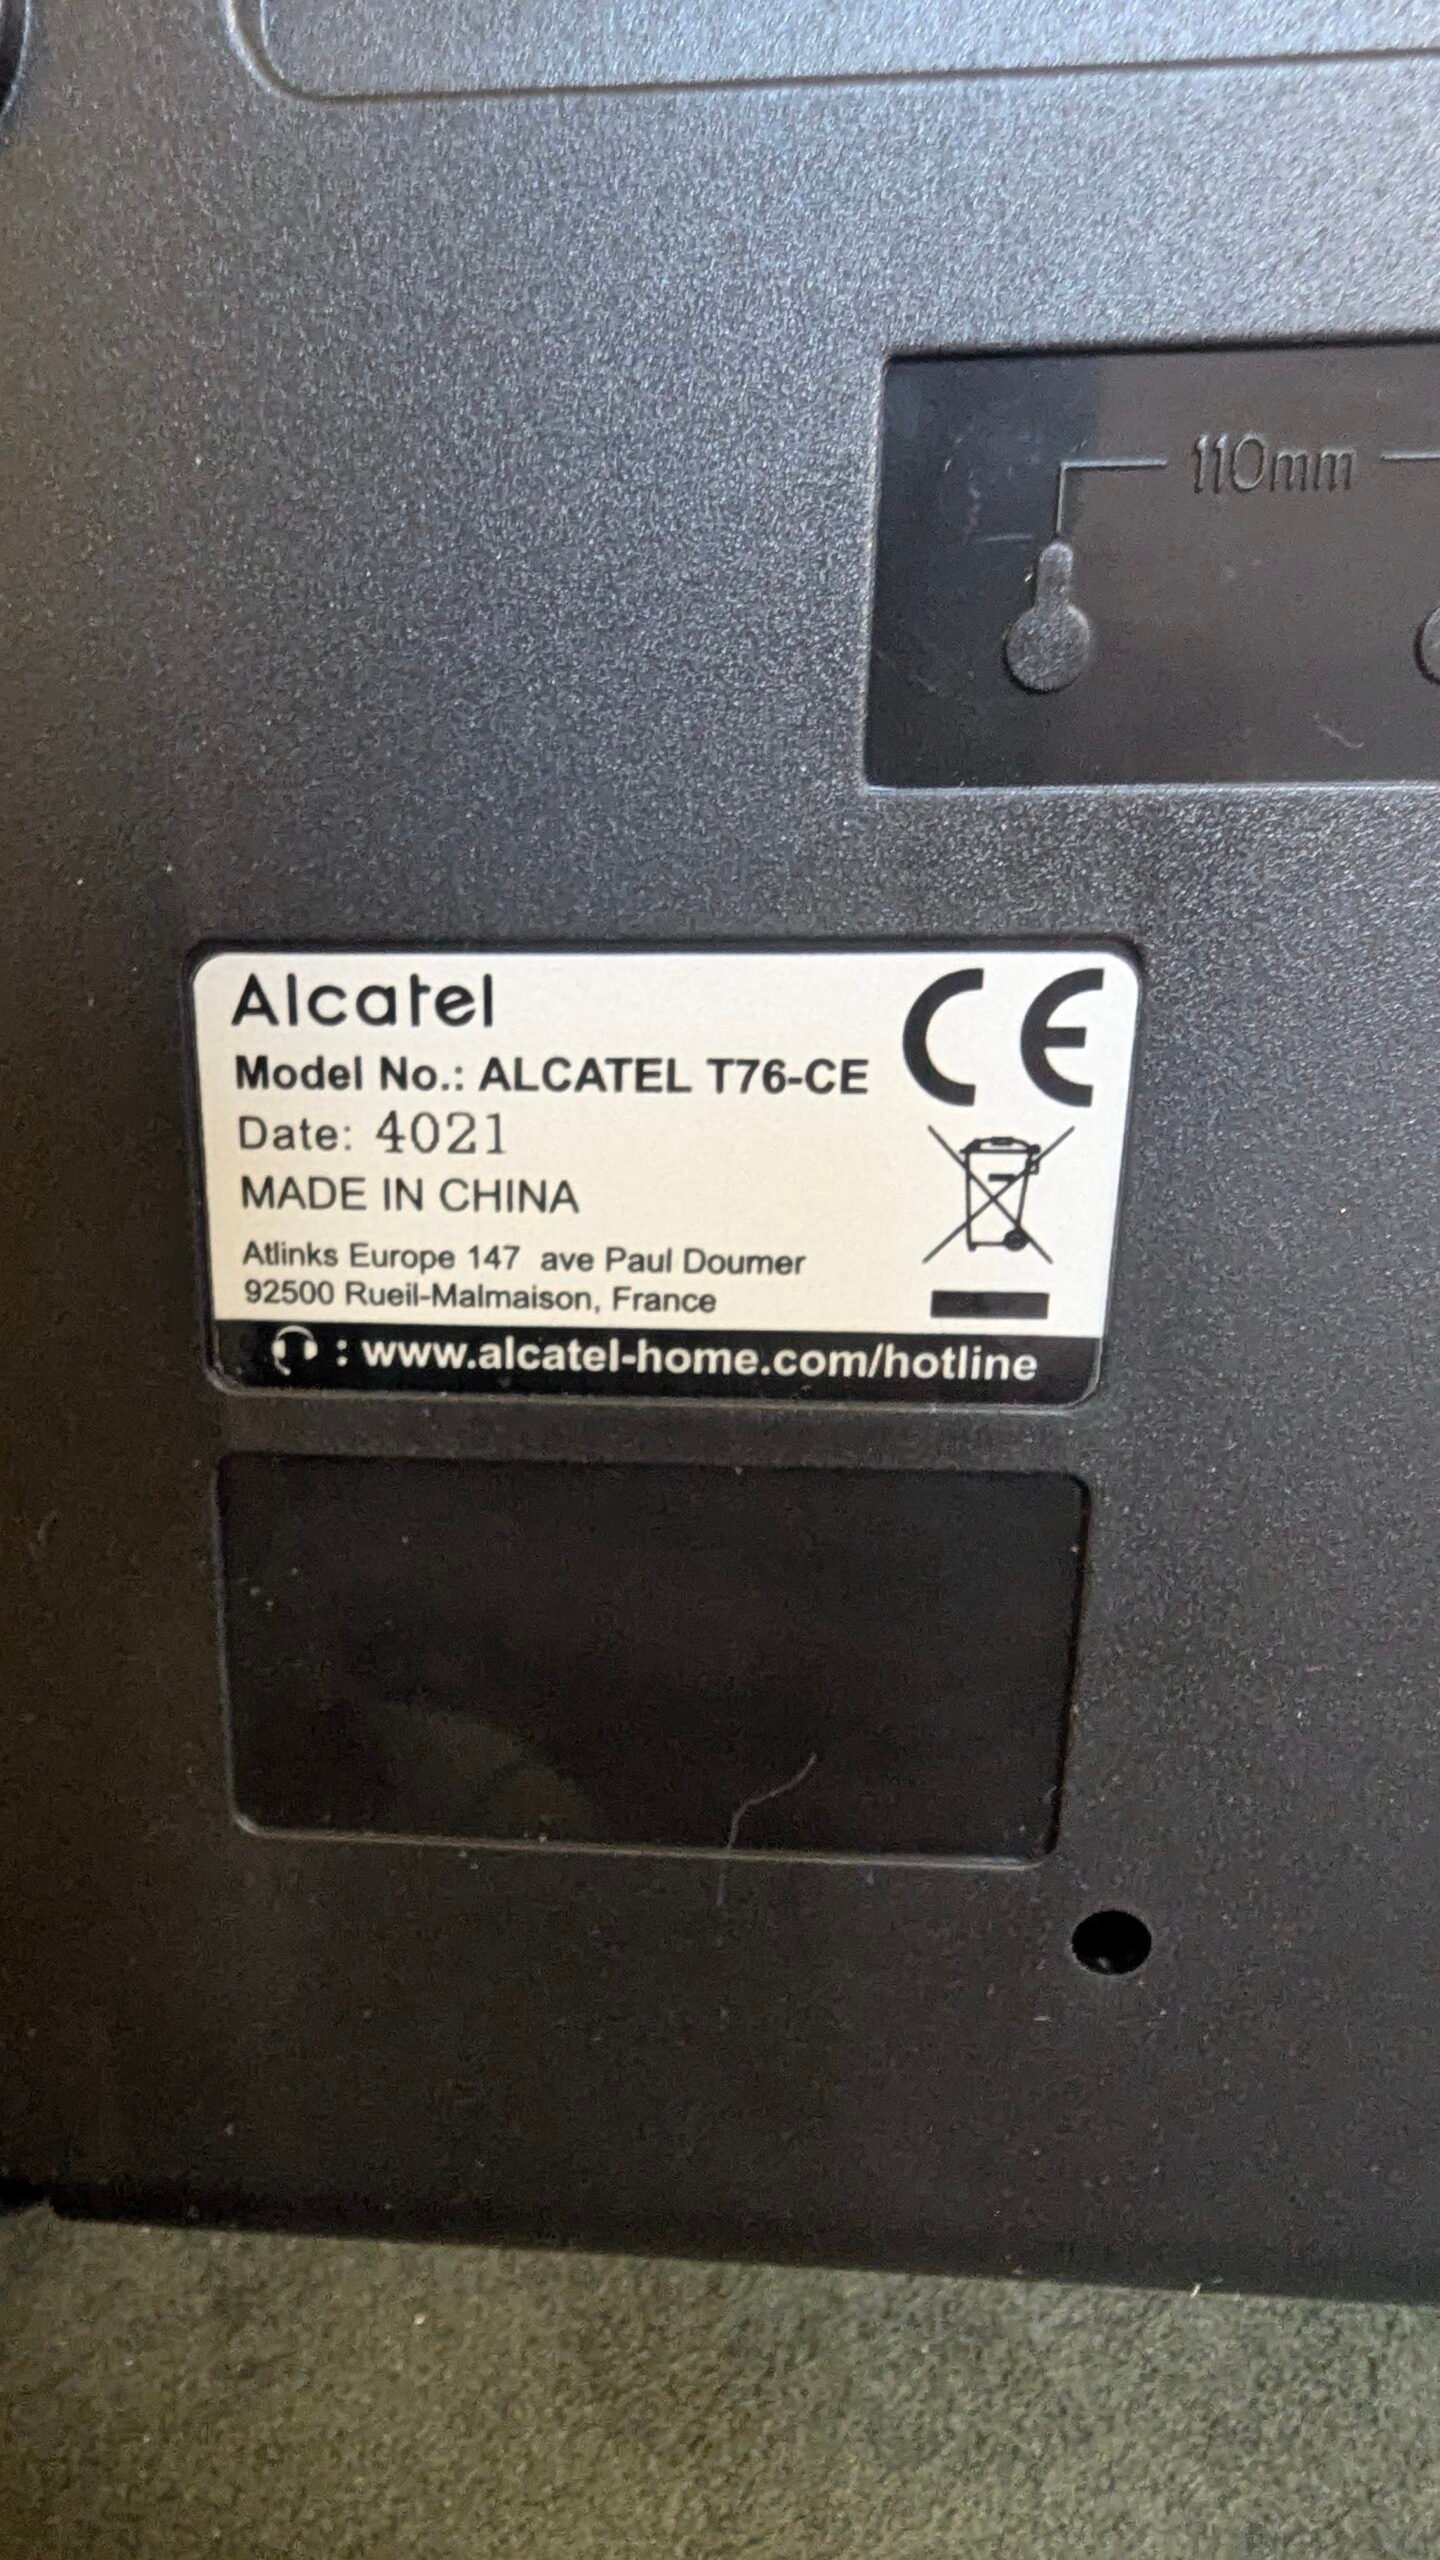 110mm
Alcatel
Model No.: ALCATEL T76-CE
Date: 4021
MADE IN CHINA
Atlinks Europe 147 ave Paul Doumer
92500 Rueil-Malmaison, France
: www.alcatel-home.com/hotline
CE